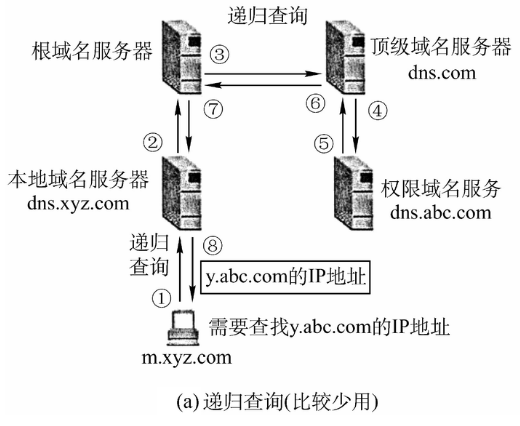 递归查询
根域名服务器
③
顶级域名服务器
dns.com
⑥
②
⑦
⑤
④
本地域名服务器
dns.xyz.com
权限域名服务
dns.abc.com
递归
查询
⑧
y.abc.com的IP地址
①
需要查找y.abc.com的IP地址
m.xyz.com
(a) 递归查询(比较少用)